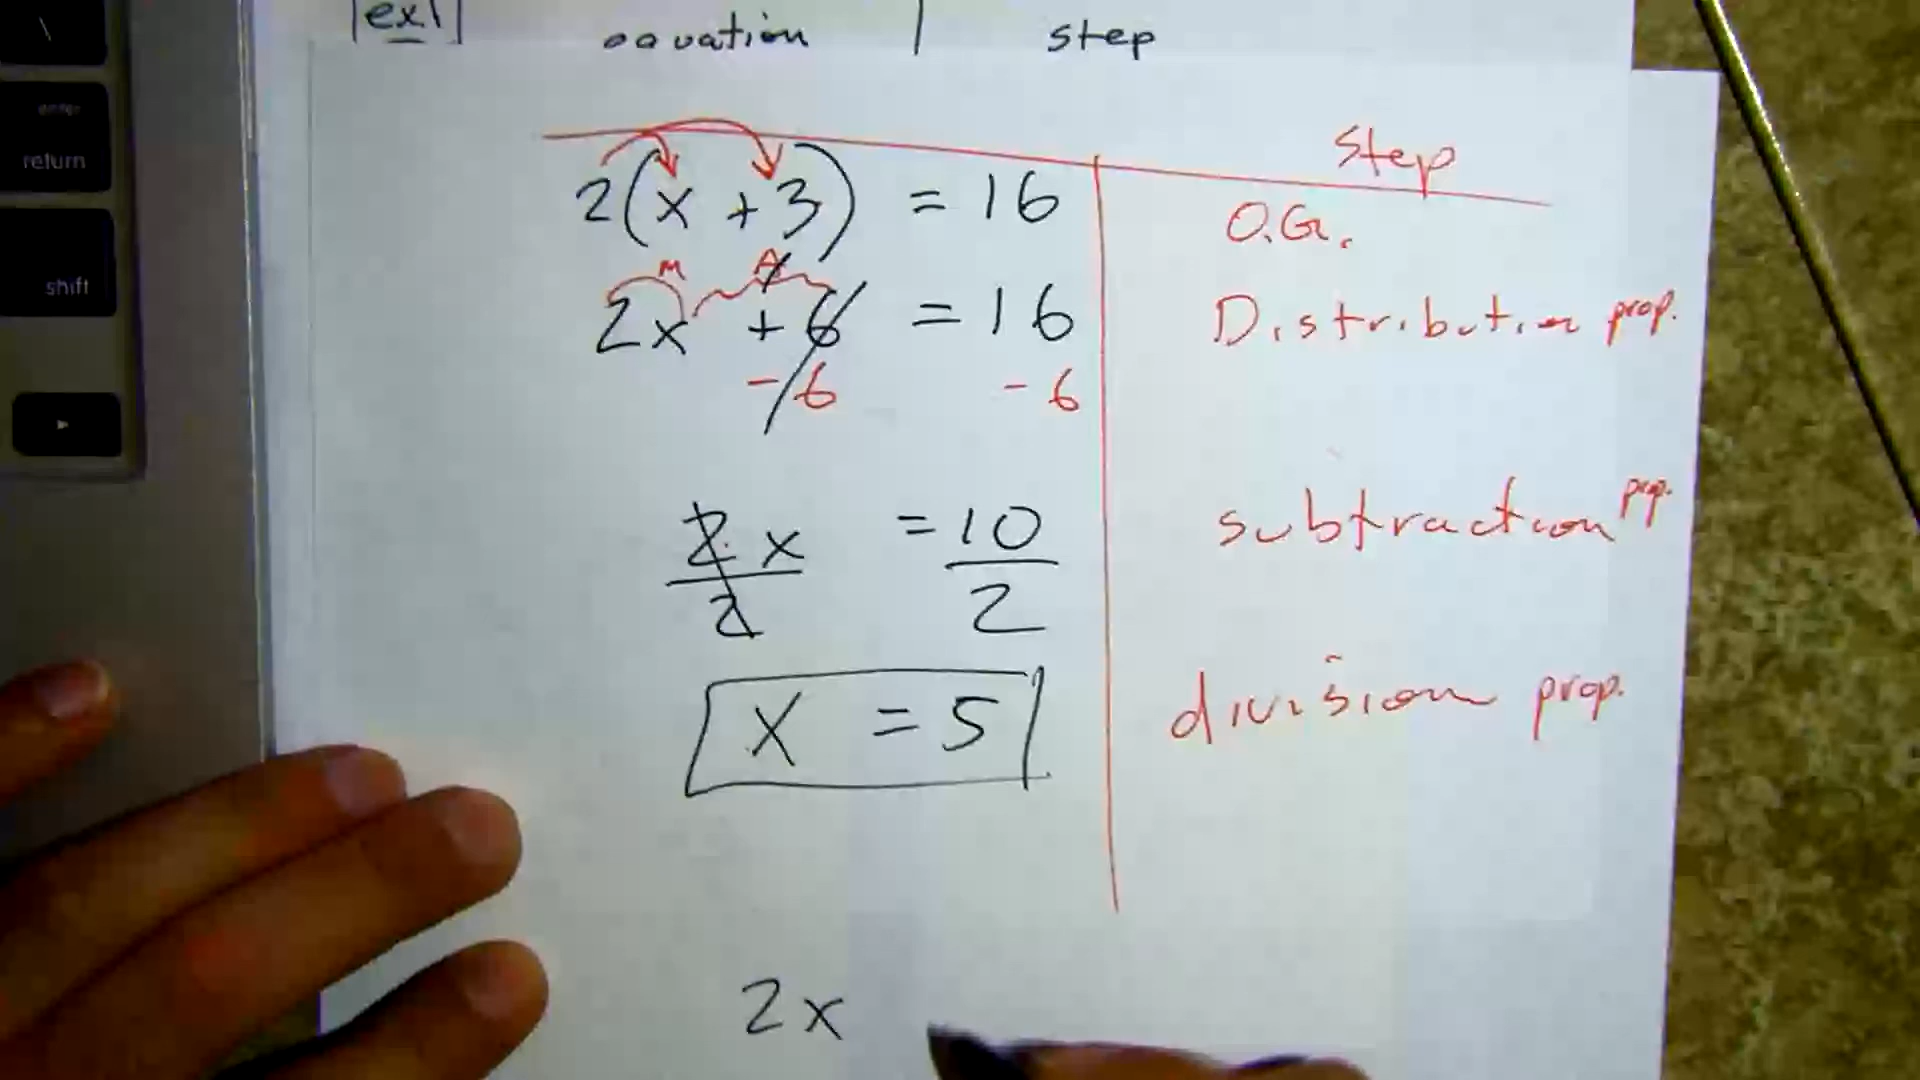 \
enter
return
shift
ex1
equation | step
step
2(x + 3) = 16
O.G.
M A
2x + 6 = 16
Distribution prop.
- 6 - 6
2x = 10
2 2
subtraction prop.
x = 5
division prop.
2x